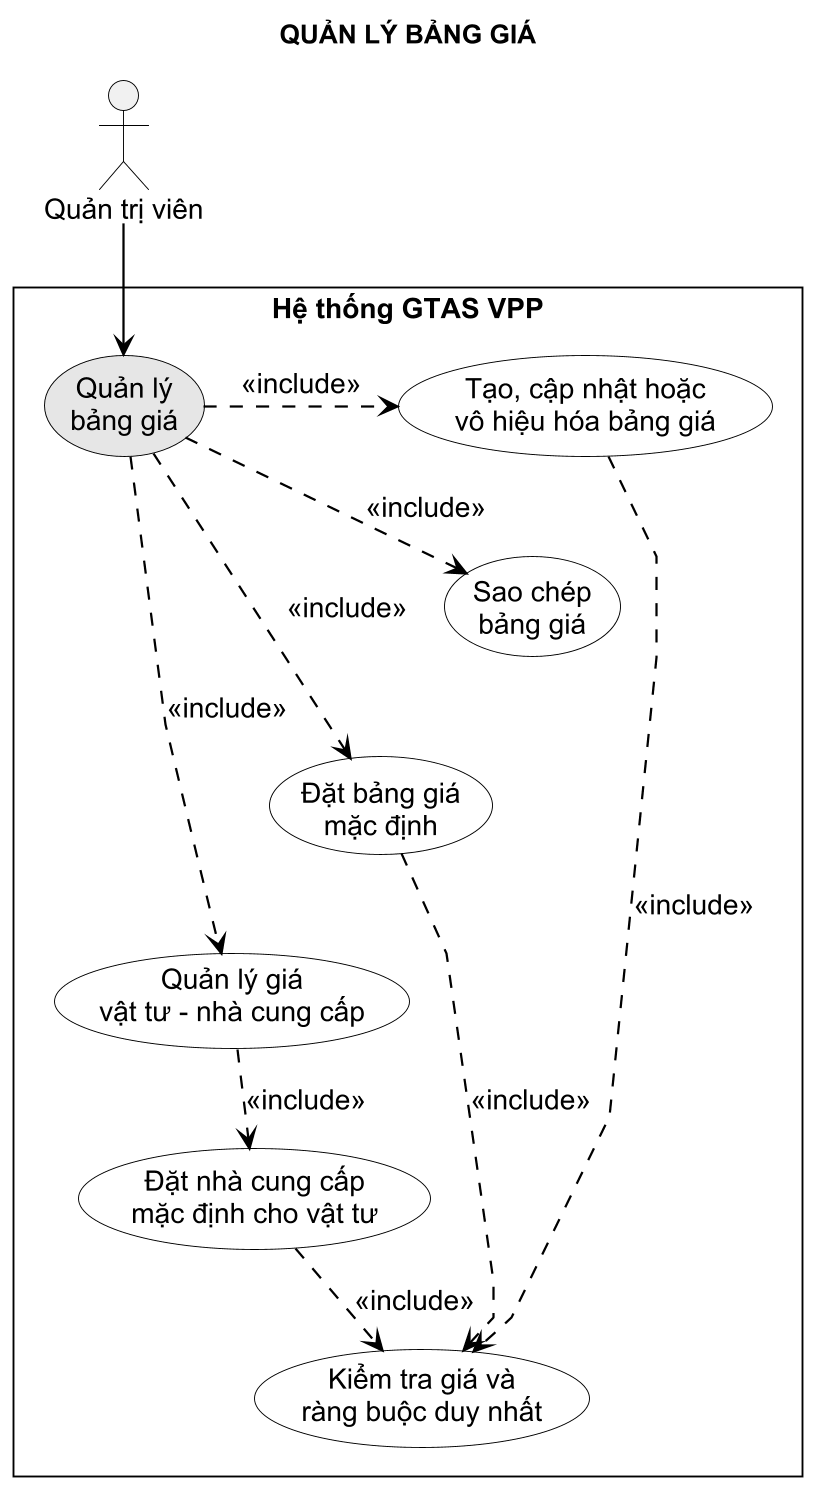 QUẢN LÝ BẢNG GIÁ
Quản trị viên
Hệ thống GTAS VPP
Quản lý
bảng giá
«include»
Tạo, cập nhật hoặc
vô hiệu hóa bảng giá
«include»
Sao chép
bảng giá
«include»
«include»
Đặt bảng giá
mặc định
«include»
Quản lý giá
vật tư - nhà cung cấp
«include»
«include»
Đặt nhà cung cấp
mặc định cho vật tư
«include»
Kiểm tra giá và
ràng buộc duy nhất